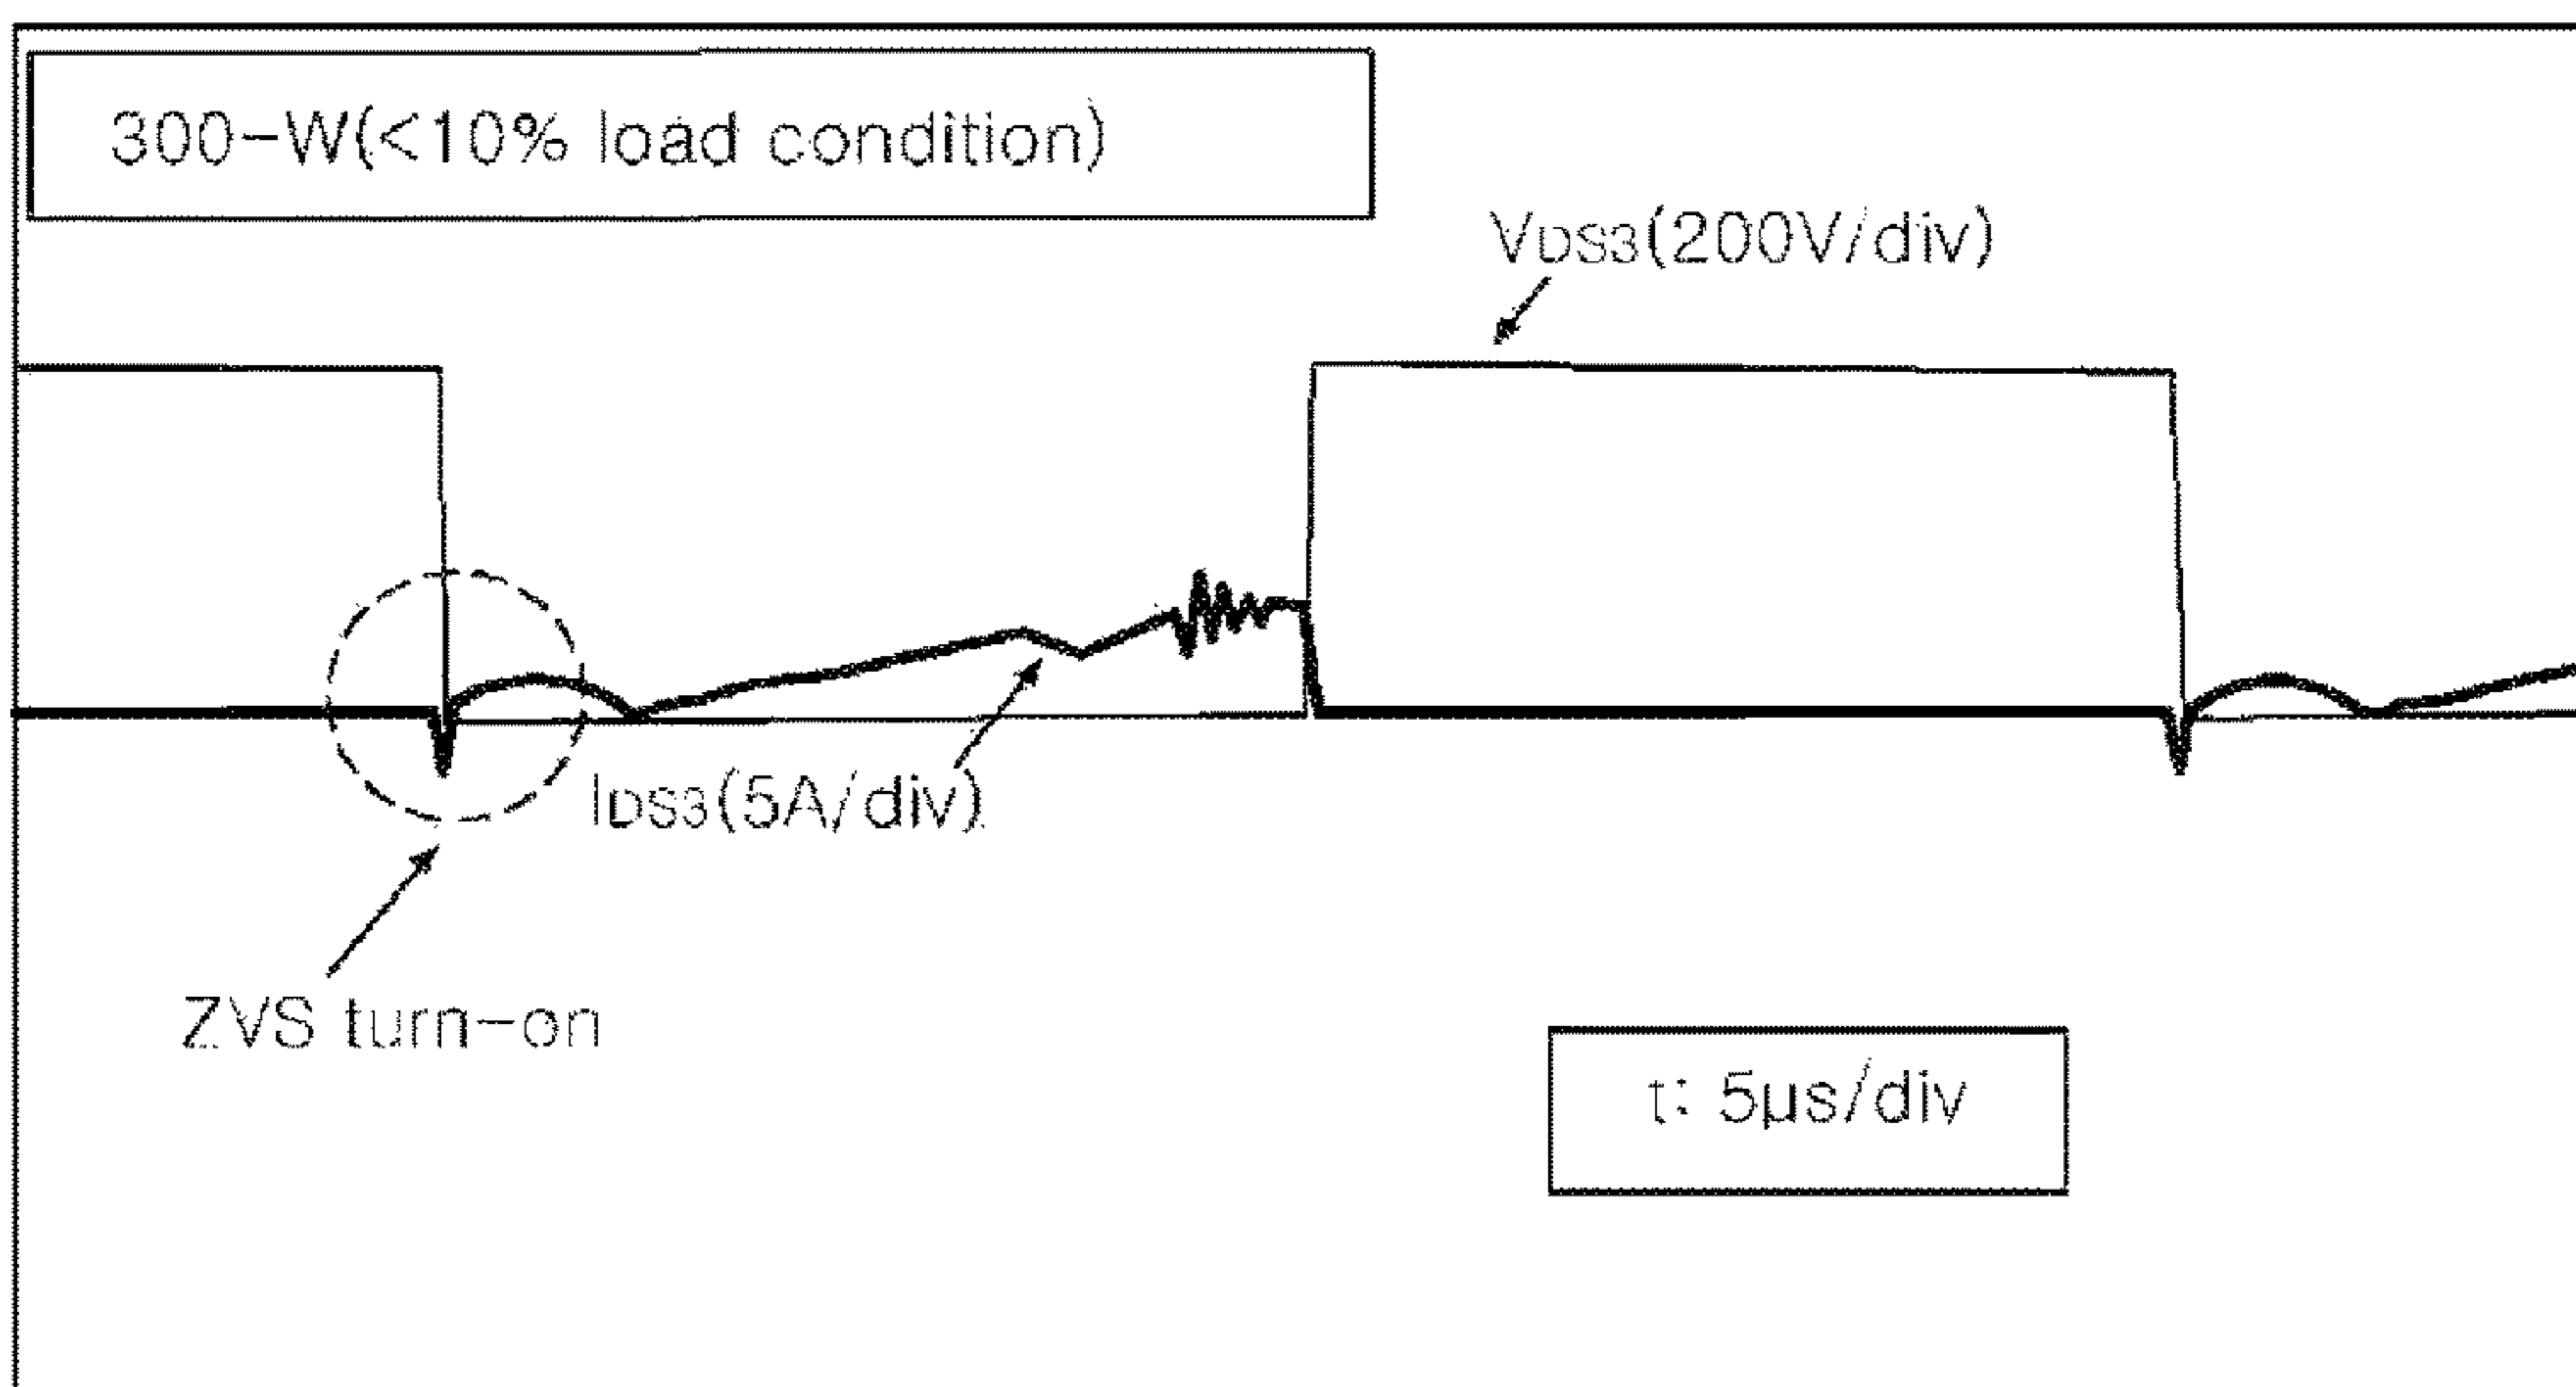 300-W(<10% load condition)
VDS3(200V/div)
IDS3(5A/div)
ZVS turn-on
t: 5µs/div